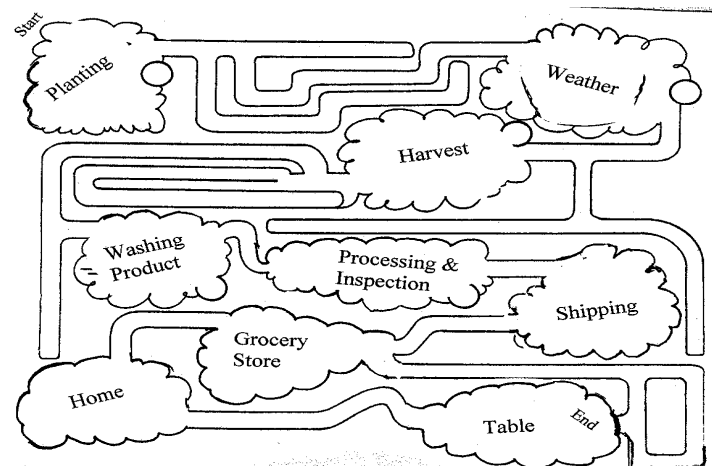 Start
Planting
Weather
Harvest
Washing
Product
Processing &
Inspection
Shipping
Grocery
Store
Home
Table
End